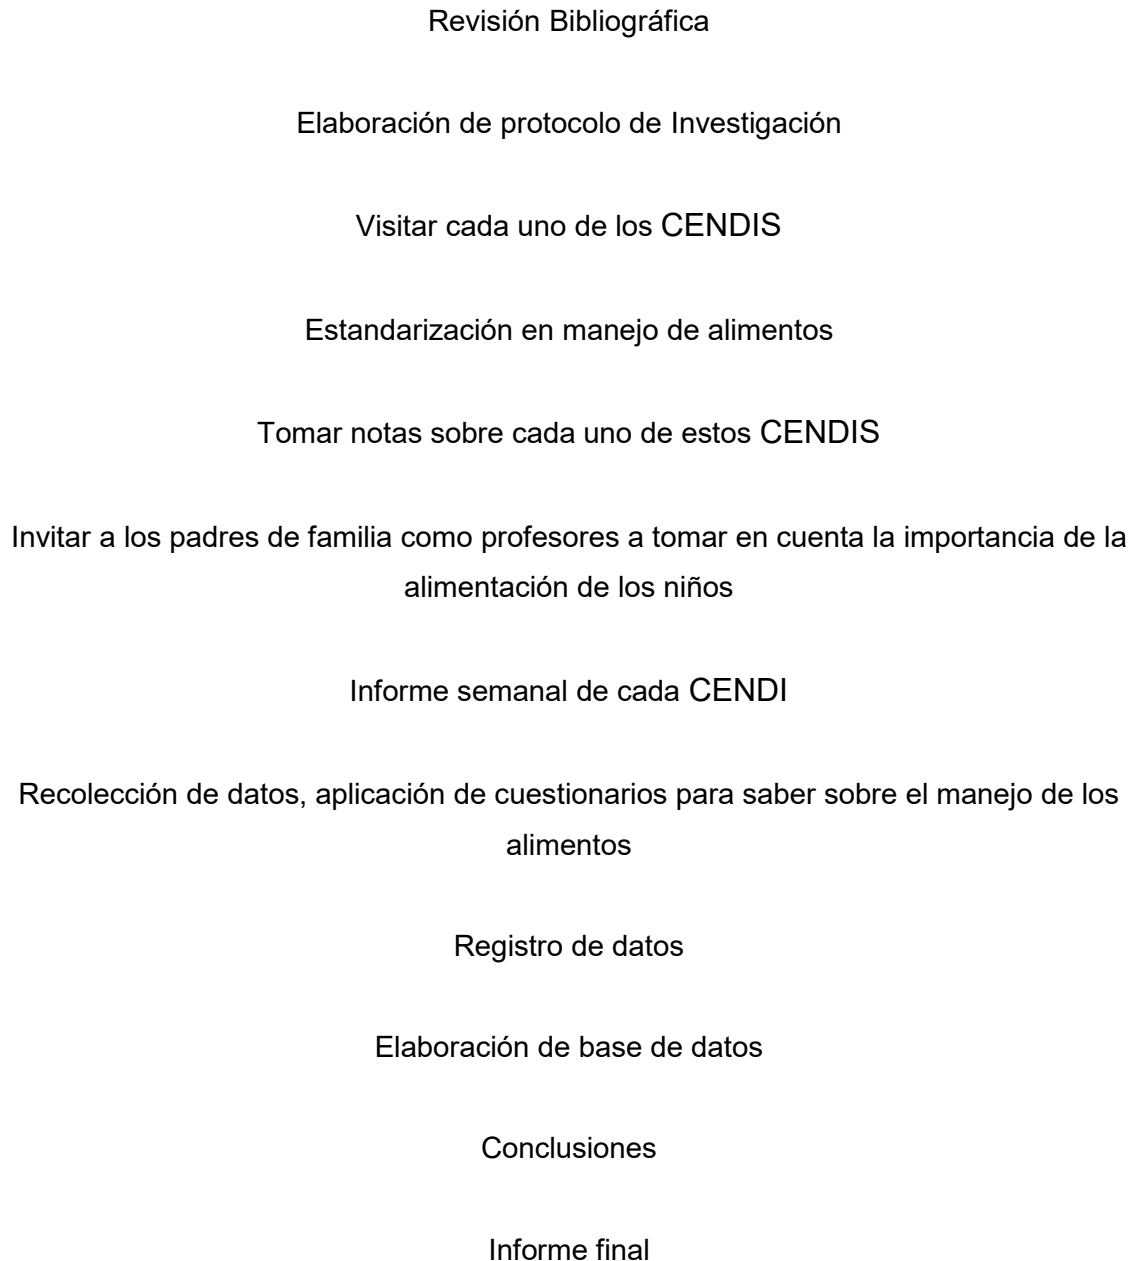 Revisión Bibliográfica
Elaboración de protocolo de Investigación
Visitar cada uno de los CENDIS
Estandarización en manejo de alimentos
Tomar notas sobre cada uno de estos CENDIS
Invitar a los padres de familia como profesores a tomar en cuenta la importancia de la
alimentación de los niños
Informe semanal de cada CENDI
Recolección de datos, aplicación de cuestionarios para saber sobre el manejo de los
alimentos
Registro de datos
Elaboración de base de datos
Conclusiones
Informe final